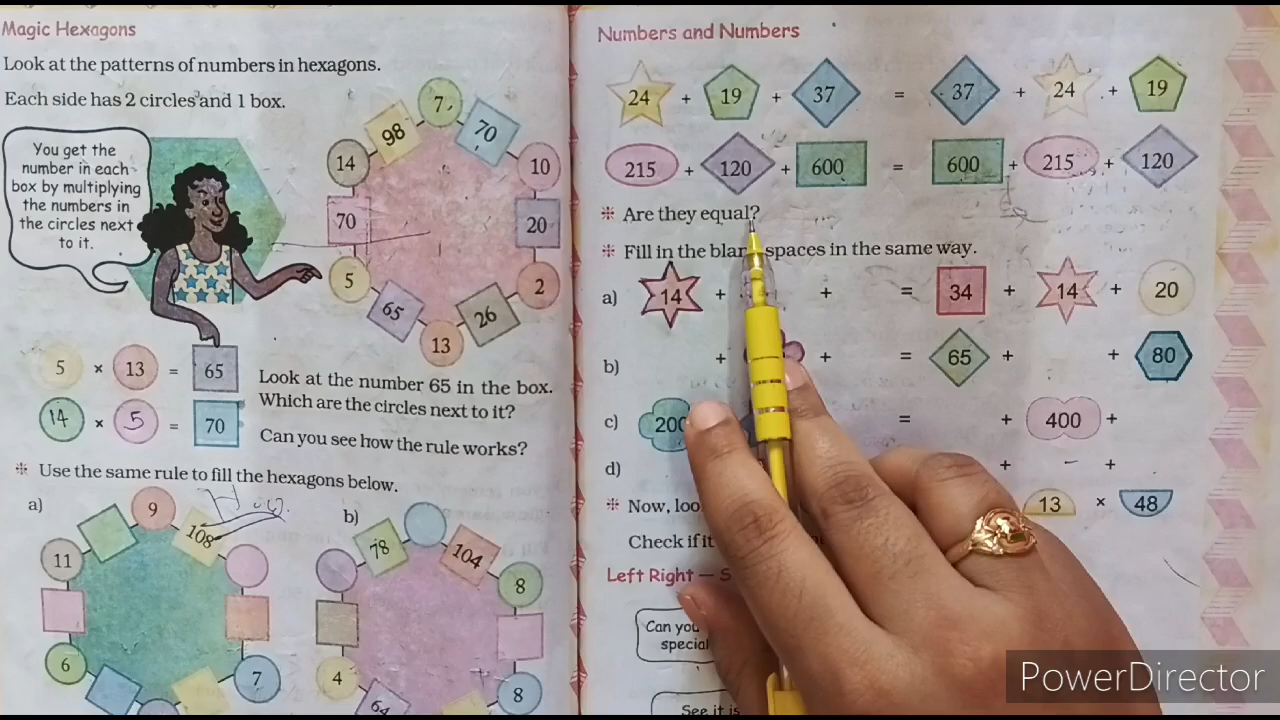 Magic Hexagons
Look at the patterns of numbers in hexagons.
Each side has 2 circles and 1 box.
You get the
number in each
box by multiplying
the numbers in
the circles next
to it.
7
98
70
14
10
70
20
5
2
65
26
13
5 × 13 = 65
14 × 5 = 70
Look at the number 65 in the box.
Which are the circles next to it?
Can you see how the rule works?
✻ Use the same rule to fill the hexagons below.
a)
9
108
11
6
7
b)
78
104
8
4
8
64
Numbers and Numbers
24 + 19 + 37 = 37 + 24 + 19
215 + 120 + 600 = 600 + 215 + 120
✻ Are they equal?
✻ Fill in the spaces in the same way.
a) 14 + + = 34 + 14 + 20
b) + + = 65 + + 80
c) 200 = + 400 +
d) + +
✻ Now, 13 × 48
Check if
Left Right —
Can you
special
See it is
PowerDirector